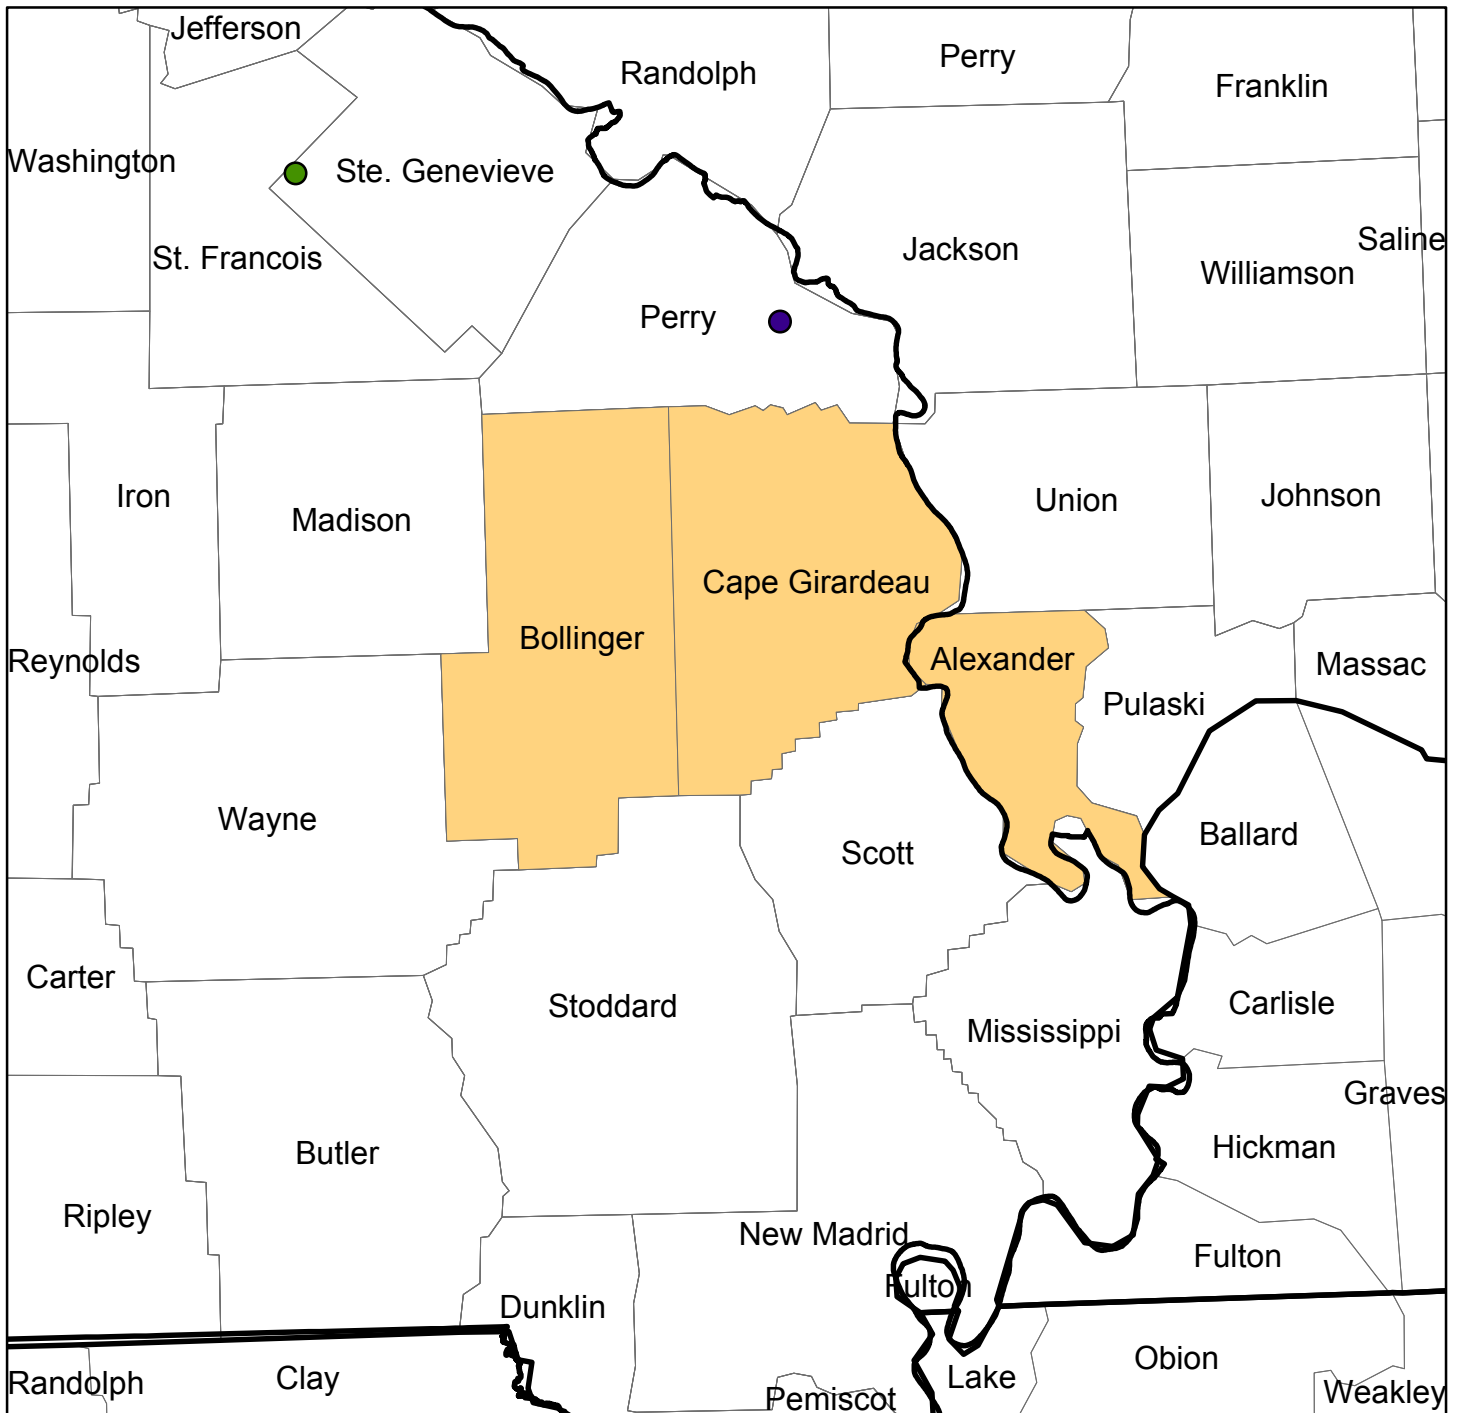 Jefferson
Randolph
Perry
Franklin
Washington
Ste. Genevieve
St. Francois
Jackson
Saline
Williamson
Perry
Iron
Madison
Union
Johnson
Cape Girardeau
Bollinger
Reynolds
Alexander
Massac
Pulaski
Wayne
Scott
Ballard
Carter
Stoddard
Carlisle
Mississippi
Graves
Butler
Hickman
Ripley
New Madrid
Fulton
Fulton
Dunklin
Obion
Randolph
Clay
Lake
Pemiscot
Weakley